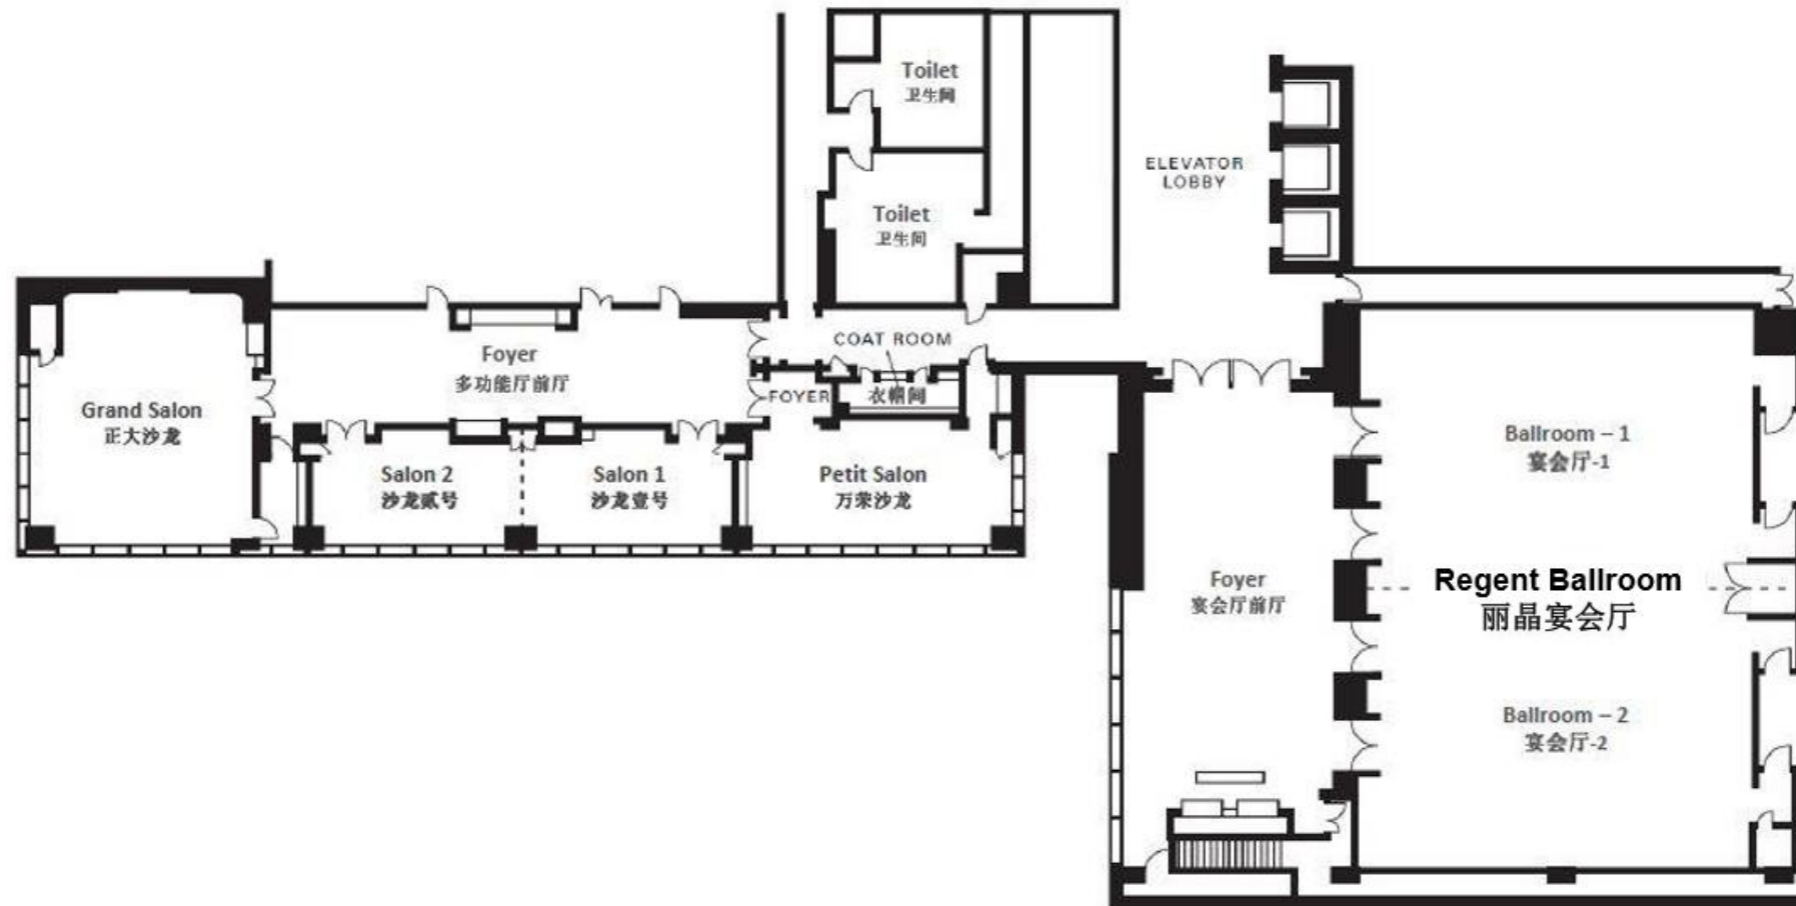 Toilet
卫生间
ELEVATOR
LOBBY
Toilet
卫生间
COAT ROOM
衣帽间
Foyer
多功能厅前厅
FOYER
Grand Salon
正大沙龙
Salon 2
沙龙贰号
Salon 1
沙龙壹号
Petit Salon
万荣沙龙
Ballroom – 1
宴会厅-1
Foyer
宴会厅前厅
Regent Ballroom
丽晶宴会厅
Ballroom – 2
宴会厅-2